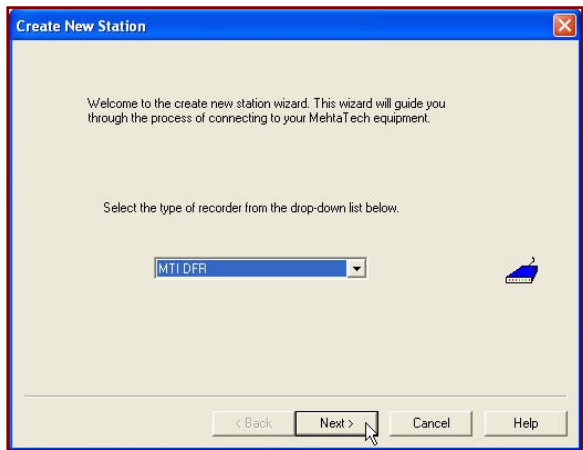 Create New Station
Welcome to the create new station wizard. This wizard will guide you
through the process of connecting to your MehtaTech equipment.
Select the type of recorder from the drop-down list below.
MTI DFR
< Back
Next >
Cancel
Help